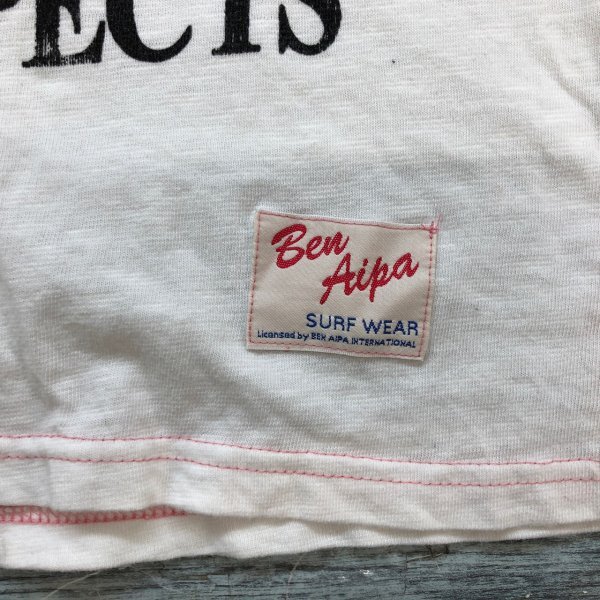 PECTS
Ben
Aipa
SURF WEAR
Licensed by BEN AIPA INTERNATIONAL